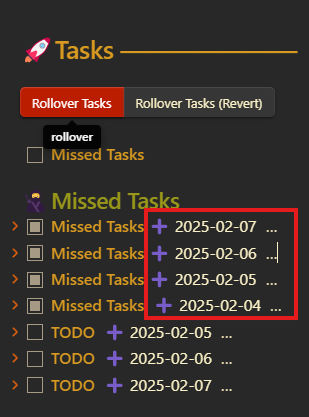 Tasks
Rollover Tasks Rollover Tasks (Revert)
rollover
Missed Tasks
Missed Tasks
Missed Tasks 2025-02-07 ...
Missed Tasks 2025-02-06 ...
Missed Tasks 2025-02-05 ...
Missed Tasks 2025-02-04 ...
TODO 2025-02-05 ...
TODO 2025-02-06 ...
TODO 2025-02-07 ...